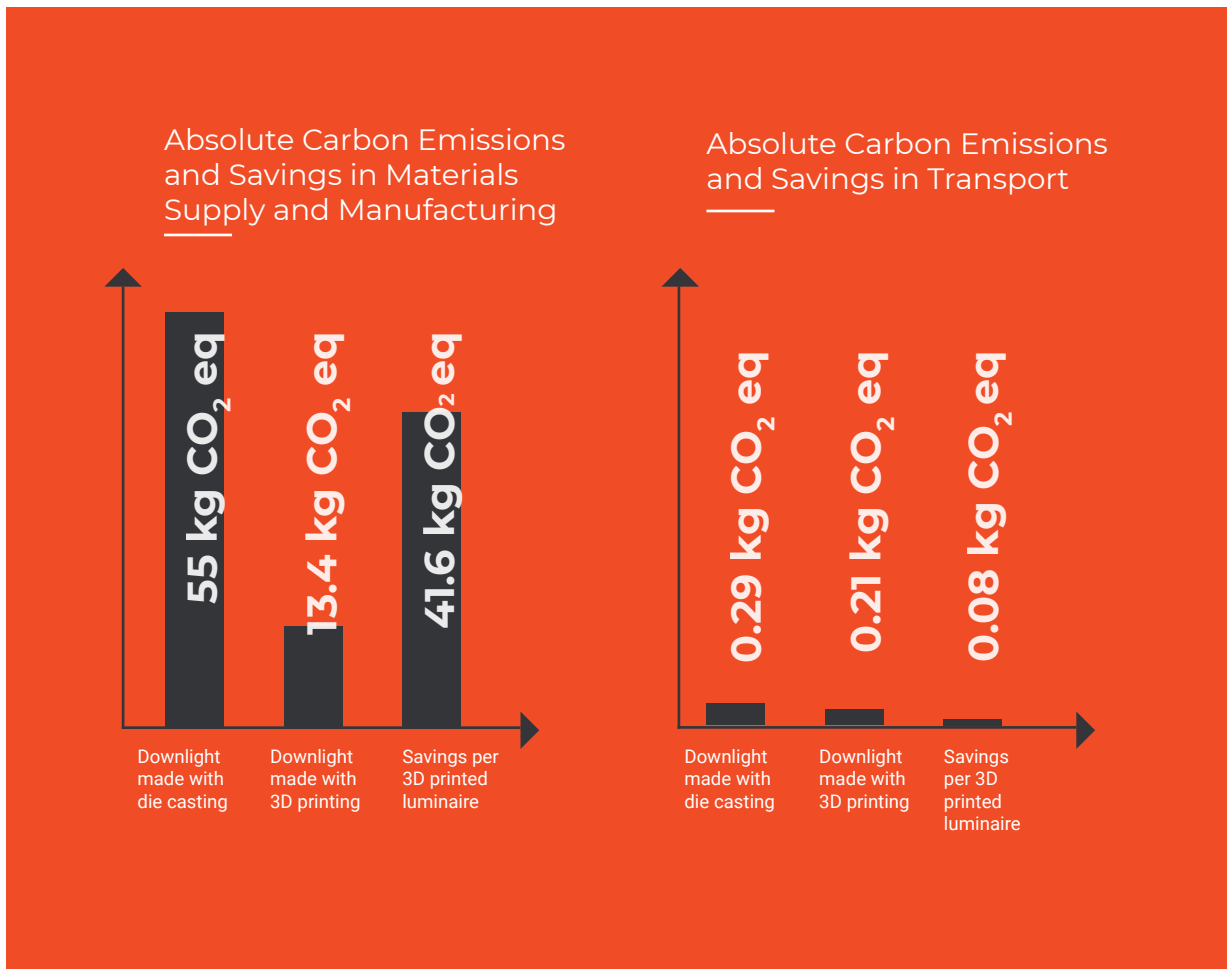 Absolute Carbon Emissions
and Savings in Materials
Supply and Manufacturing
55 kg CO₂ eq
13.4 kg CO₂ eq
41.6 kg CO₂ eq
Downlight
made with
die casting
Downlight
made with
3D printing
Savings per
3D printed
luminaire
Absolute Carbon Emissions
and Savings in Transport
0.29 kg CO₂ eq
0.21 kg CO₂ eq
0.08 kg CO₂ eq
Downlight
made with
die casting
Downlight
made with
3D printing
Savings
per 3D
printed
luminaire